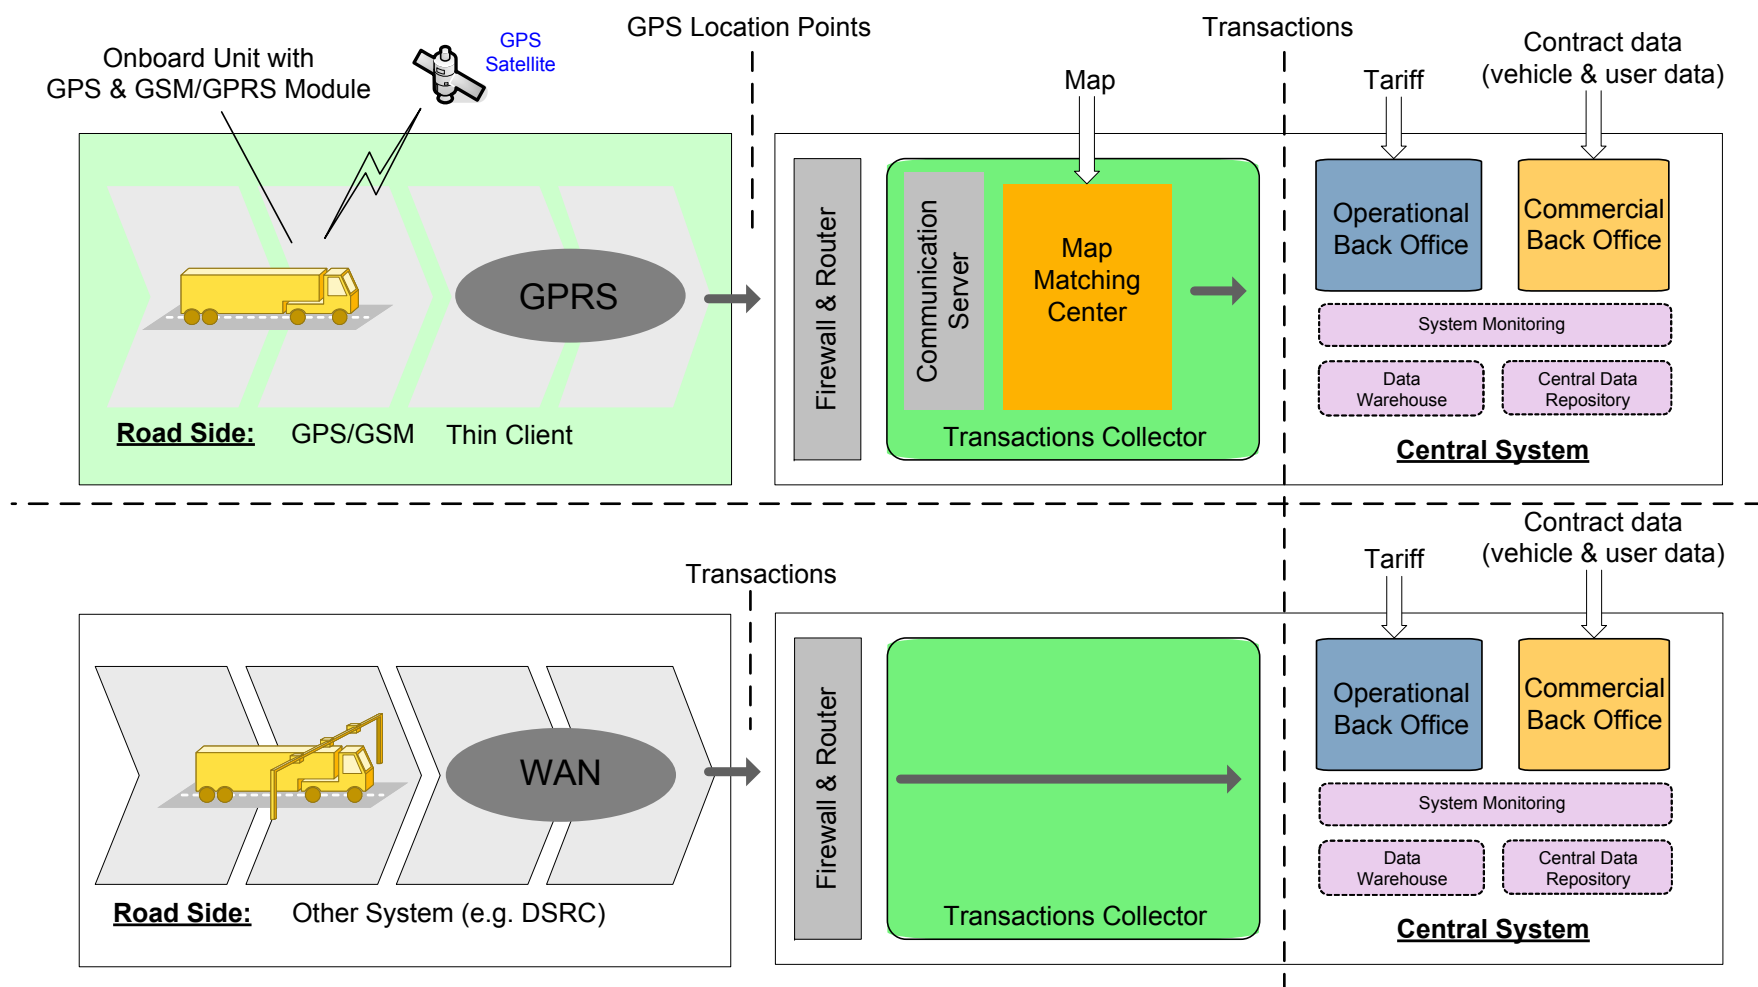 GPS Location Points
Transactions
Onboard Unit with
GPS & GSM/GPRS Module
GPS
Satellite
Map
Tariff
Contract data
(vehicle & user data)
GPRS
Firewall & Router
Communication
Server
Map
Matching
Center
Transactions Collector
Operational
Back Office
Commercial
Back Office
System Monitoring
Data
Warehouse
Central Data
Repository
Central System
Road Side: GPS/GSM Thin Client
Transactions
Tariff
Contract data
(vehicle & user data)
WAN
Firewall & Router
Transactions Collector
Operational
Back Office
Commercial
Back Office
System Monitoring
Data
Warehouse
Central Data
Repository
Central System
Road Side: Other System (e.g. DSRC)